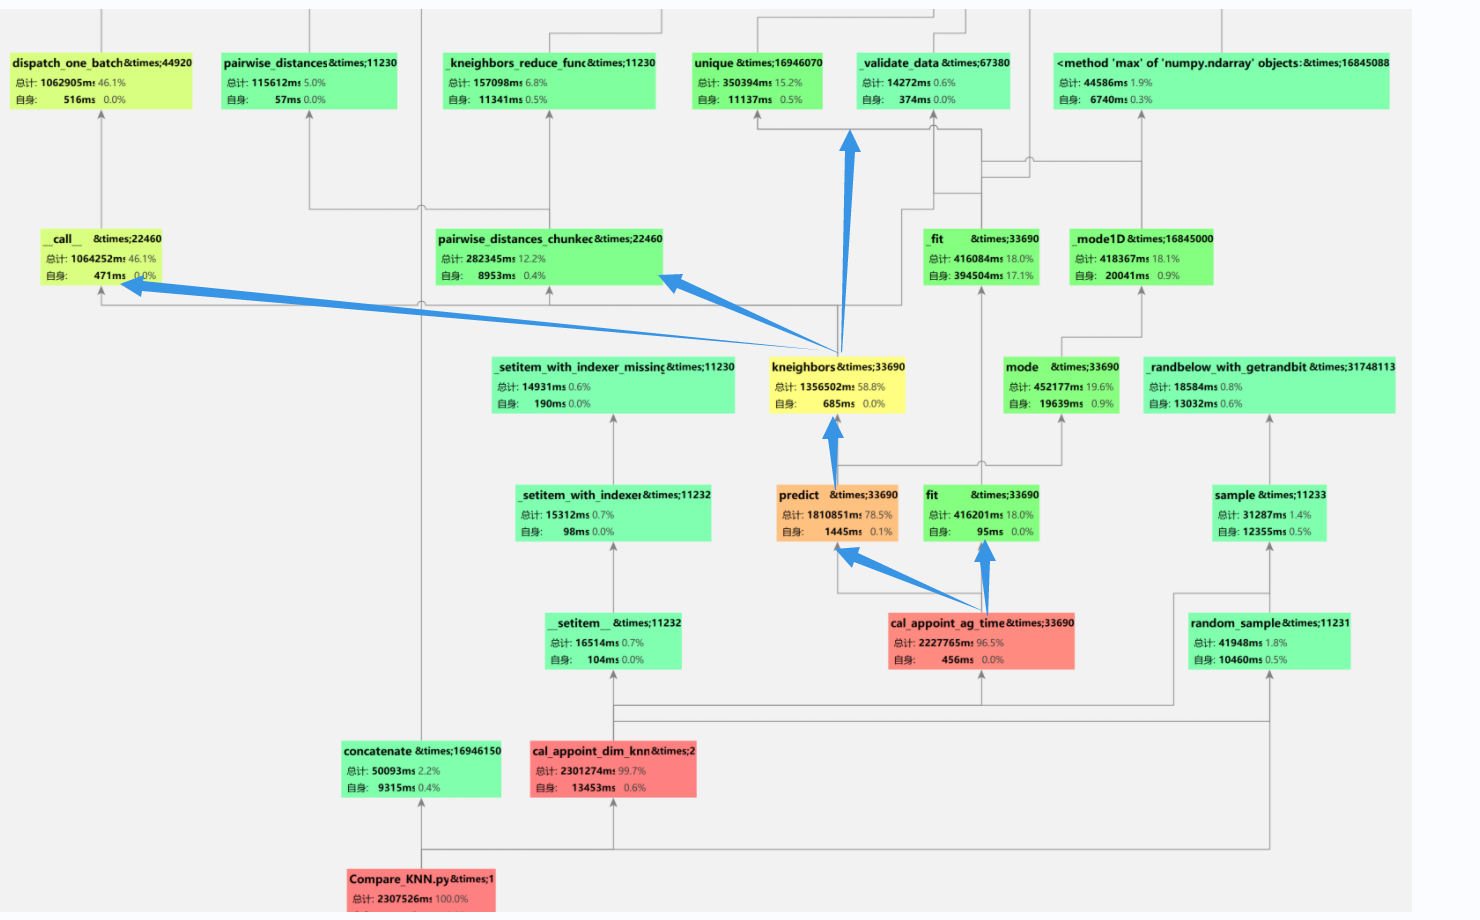 dispatch_one_batch&times;44920
总计: 1062905ms 46.1%
自身: 516ms 0.0%
pairwise_distances&times;11230
总计: 115612ms 5.0%
自身: 57ms 0.0%
_kneighbors_reduce_func&times;11230
总计: 157098ms 6.8%
自身: 11341ms 0.5%
unique &times;16946070
总计: 350394ms 15.2%
自身: 11137ms 0.5%
_validate_data &times;67380
总计: 14272ms 0.6%
自身: 374ms 0.0%
<method 'max' of 'numpy.ndarray' objects:&times;16845088
总计: 44586ms 1.9%
自身: 6740ms 0.3%
__call__ &times;22460
总计: 1064252ms 46.1%
自身: 471ms 0.0%
pairwise_distances_chunked&times;22460
总计: 282345ms 12.2%
自身: 8953ms 0.4%
_fit &times;33690
总计: 416084ms 18.0%
自身: 394504ms 17.1%
_mode1D &times;16845000
总计: 418367ms 18.1%
自身: 20041ms 0.9%
_setitem_with_indexer_missing &times;11230
总计: 14931ms 0.6%
自身: 190ms 0.0%
kneighbors &times;33690
总计: 1356502ms 58.8%
自身: 685ms 0.0%
mode &times;33690
总计: 452177ms 19.6%
自身: 19639ms 0.9%
_randbelow_with_getrandbit &times;31748113
总计: 18584ms 0.8%
自身: 13032ms 0.6%
_setitem_with_indexer &times;11232
总计: 15312ms 0.7%
自身: 98ms 0.0%
predict &times;33690
总计: 1810851ms 78.5%
自身: 1445ms 0.1%
fit &times;33690
总计: 416201ms 18.0%
自身: 95ms 0.0%
sample &times;11233
总计: 31287ms 1.4%
自身: 12355ms 0.5%
__setitem__ &times;11232
总计: 16514ms 0.7%
自身: 104ms 0.0%
cal_appoint_ag_time&times;33690
总计: 2227765ms 96.5%
自身: 456ms 0.0%
random_sample &times;11231
总计: 41948ms 1.8%
自身: 10460ms 0.5%
concatenate &times;16946150
总计: 50093ms 2.2%
自身: 9315ms 0.4%
cal_appoint_dim_knn&times;2
总计: 2301274ms 99.7%
自身: 13453ms 0.6%
Compare_KNN.py&times;1
总计: 2307526ms 100.0%